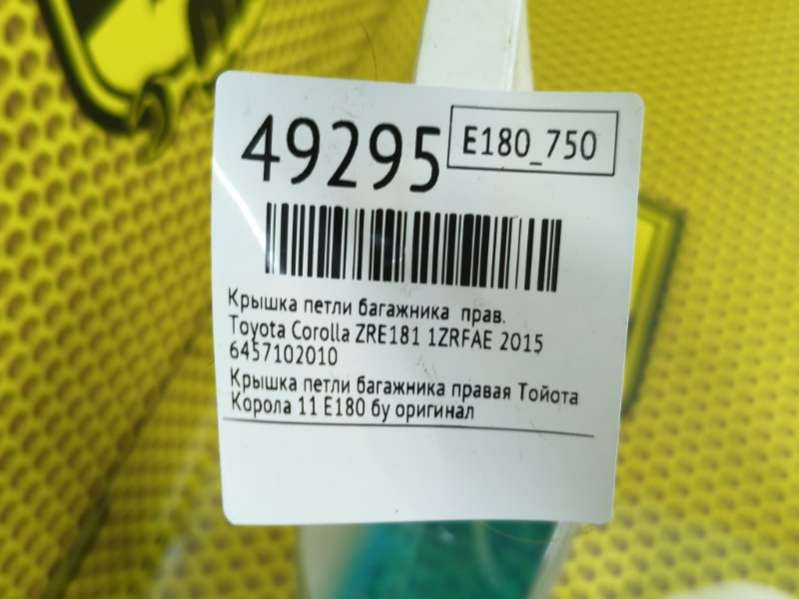 49295
E180_750
Крышка петли багажника прав.
Toyota Corolla ZRE181 1ZRFAE 2015
6457102010
Крышка петли багажника правая Тойота
Корола 11 E180 бу оригинал